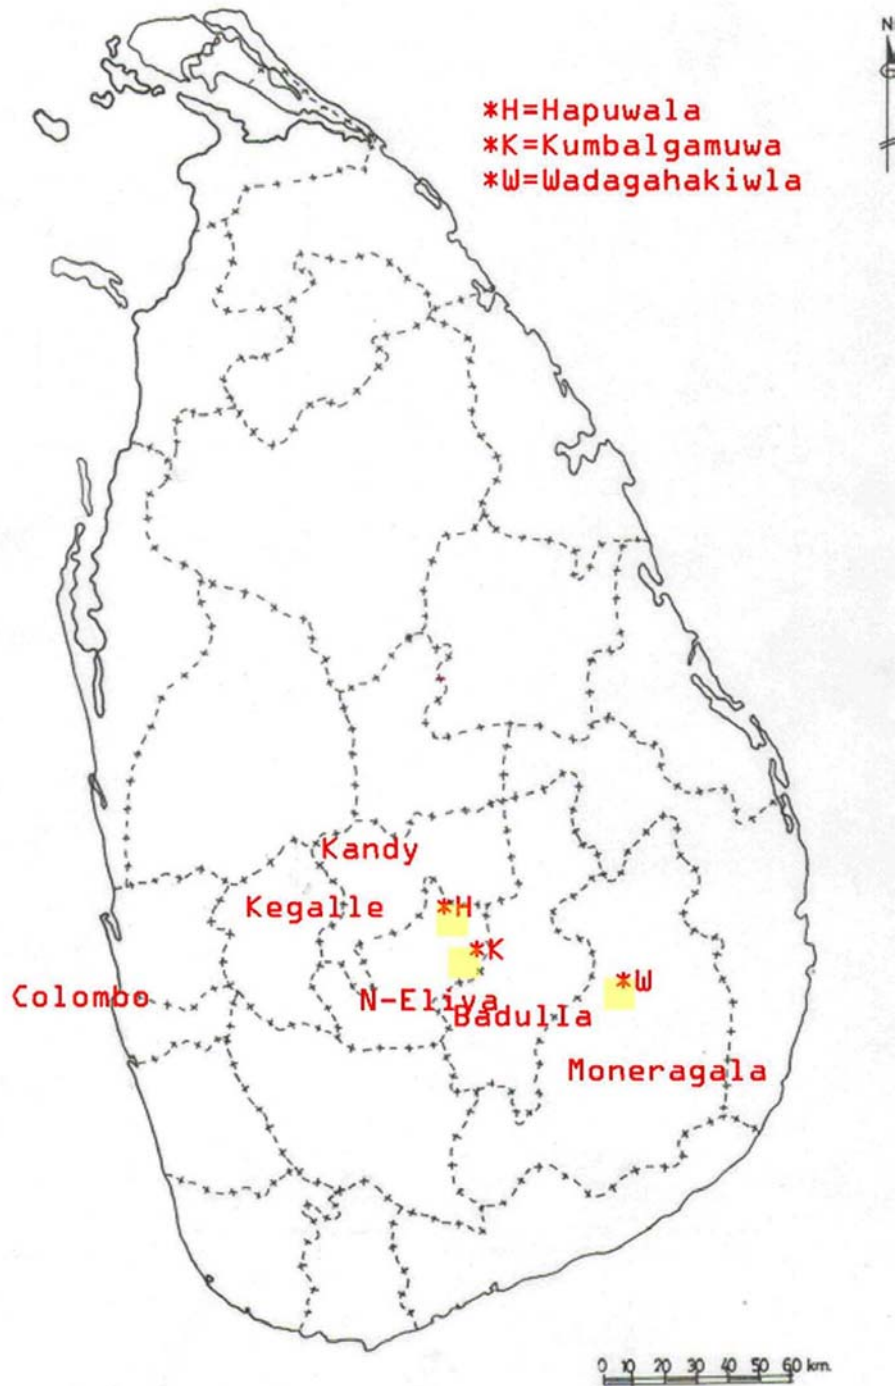 N
*H=Hapuwala
*K=Kumbalgamuwa
*W=Wadagahakiwla
Kandy
Kegalle
*H
*K
*W
Colombo
N-Eliya
Badulla
Moneragala
0 10 20 30 40 50 60 km.